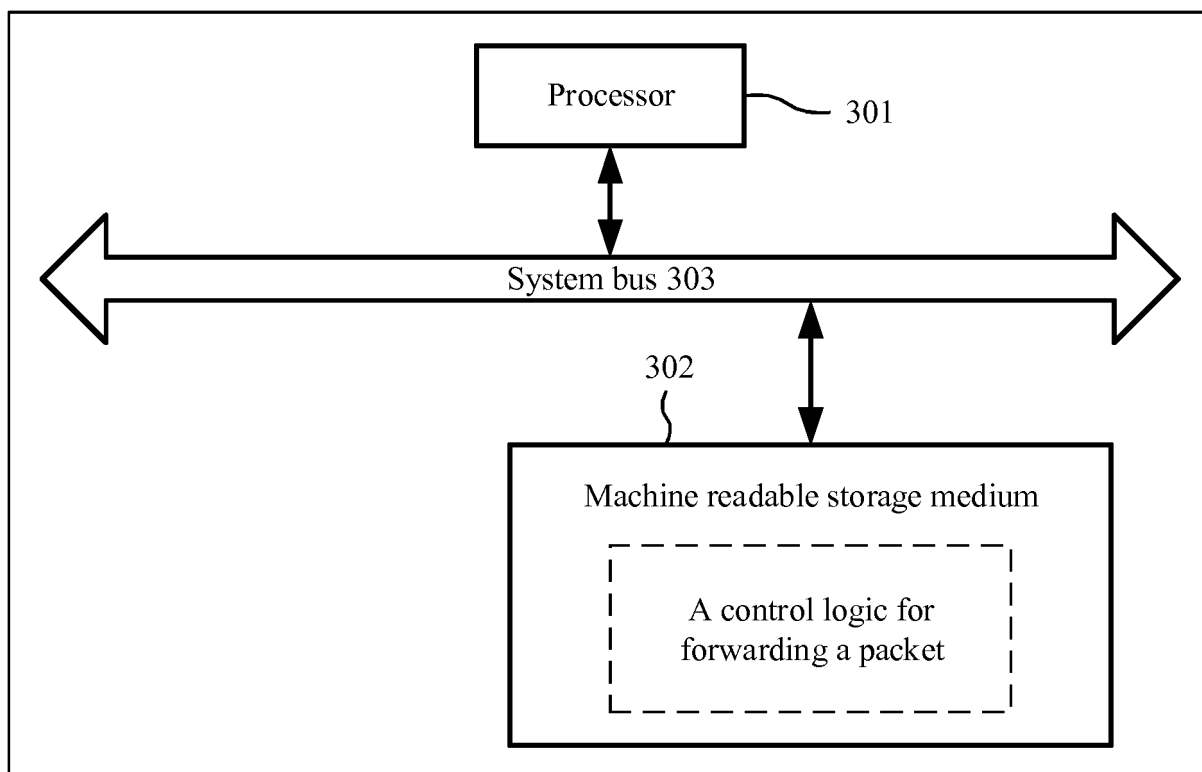 Processor
301
System bus 303
302
Machine readable storage medium
A control logic for
forwarding a packet